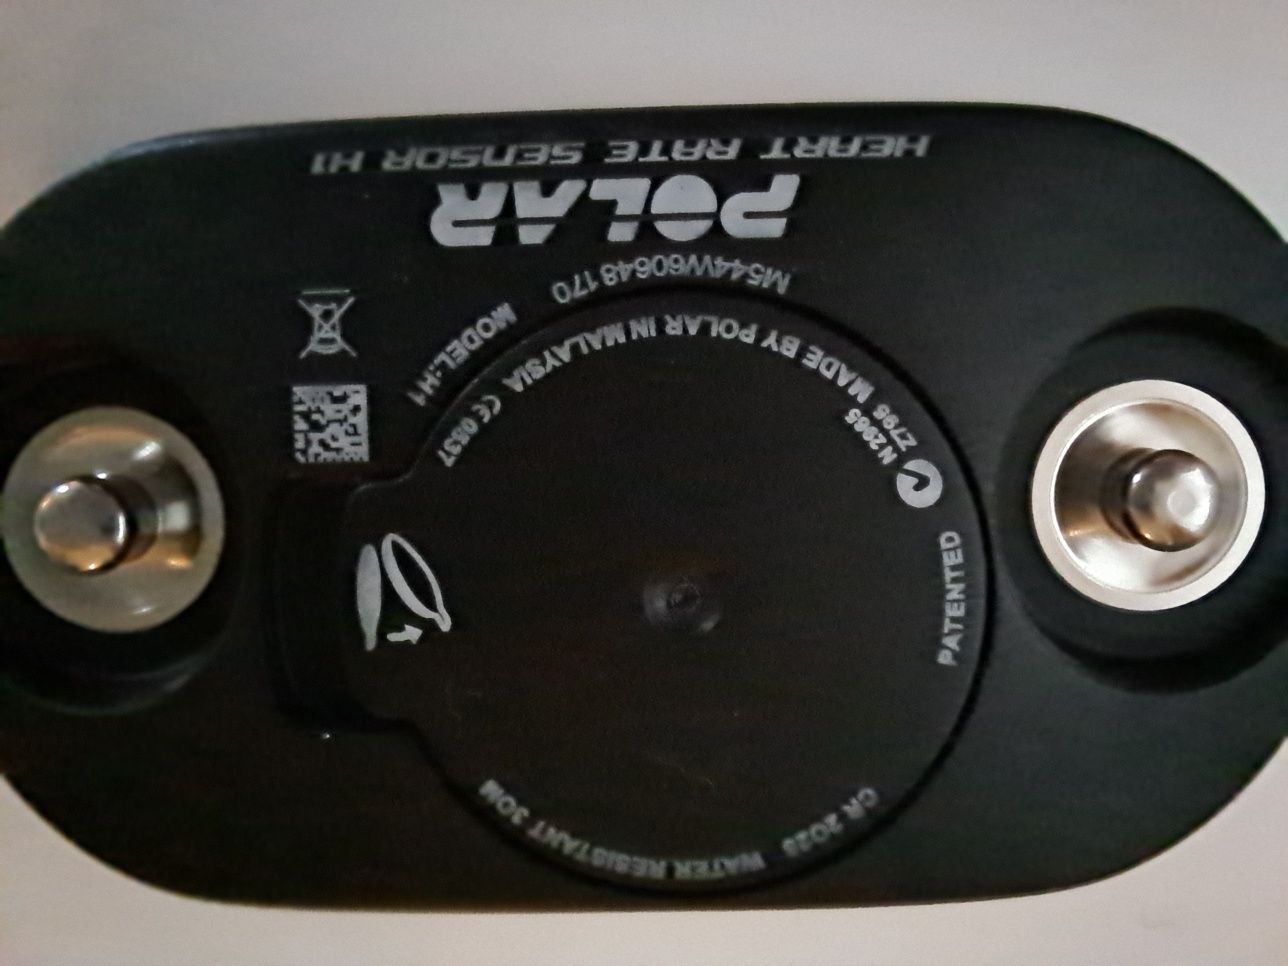 HEART RATE SENSOR H1
POLAR
M544W60648170
MODEL:H1
N2965
Z796 MADE BY POLAR IN MALAYSIA CE 0537
PATENTED
CR 2025 WATER RESISTANT 30M